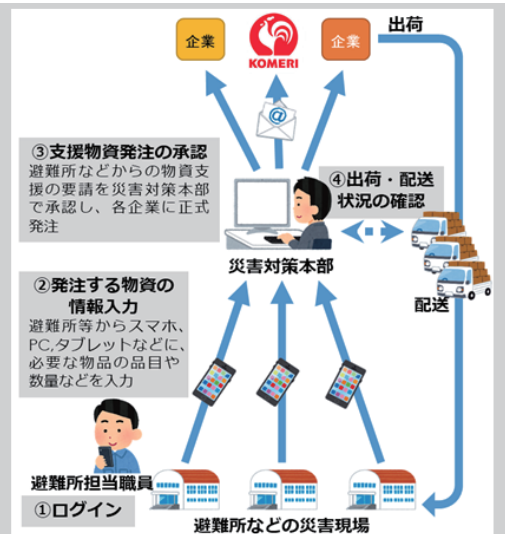 企業
KOMERI
企業
出荷
@
③支援物資発注の承認
避難所などからの物資支
援の要請を災害対策本部
で承認し、各企業に正式
発注
④出荷・配送
状況の確認
災害対策本部
配送
②発注する物資の
情報入力
避難所等からスマホ、
PC,タブレットなどに、
必要な物品の品目や
数量などを入力
避難所担当職員
①ログイン
避難所などの災害現場